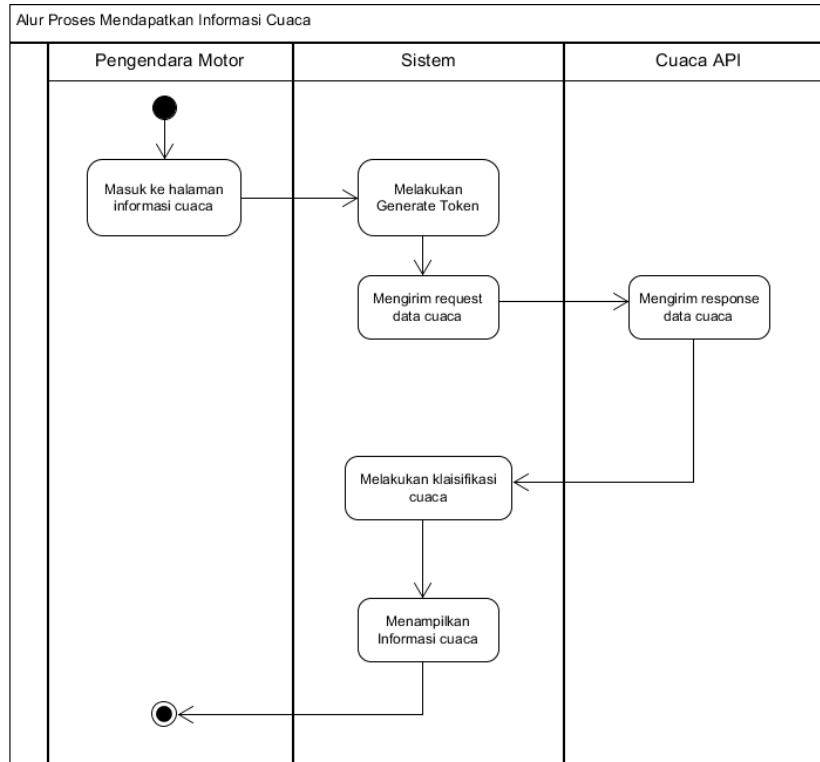 Alur Proses Mendapatkan Informasi Cuaca
Pengendara Motor
Sistem
Cuaca API
Masuk ke halaman
informasi cuaca
Melakukan
Generate Token
Mengirim request
data cuaca
Mengirim response
data cuaca
Melakukan klaisifikasi
cuaca
Menampilkan
Informasi cuaca